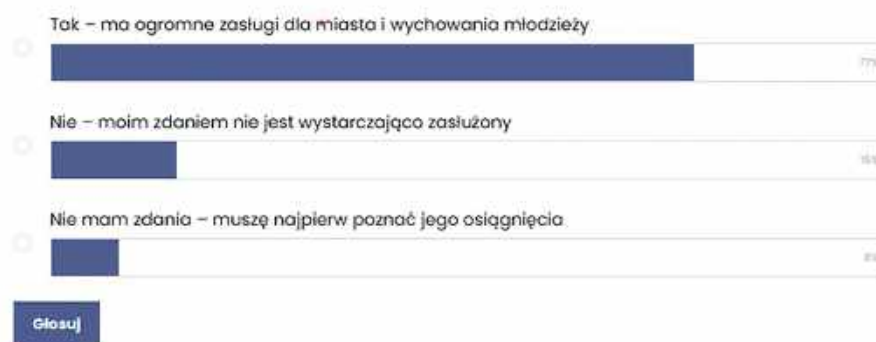 Tak – ma ogromne zasługi dla miasta i wychowania młodzieży
Nie – moim zdaniem nie jest wystarczająco zasłużony
Nie mam zdania – muszę najpierw poznać jego osiągnięcia
Głosuj